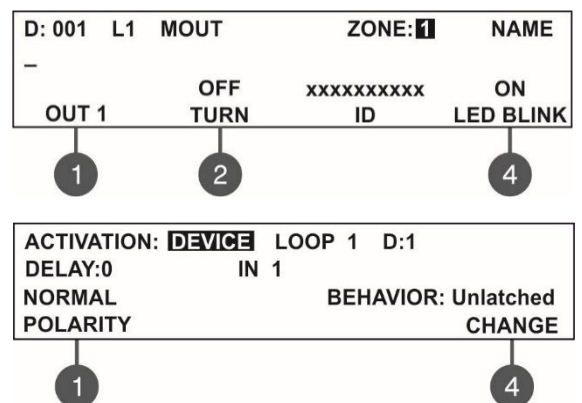 D: 001 L1 MOUT ZONE:1 NAME
_
OFF xxxxxxxxxx ON
OUT 1 TURN ID LED BLINK
1 2 4
ACTIVATION: DEVICE LOOP 1 D:1
DELAY:0 IN 1
NORMAL BEHAVIOR: Unlatched
POLARITY CHANGE
1 4